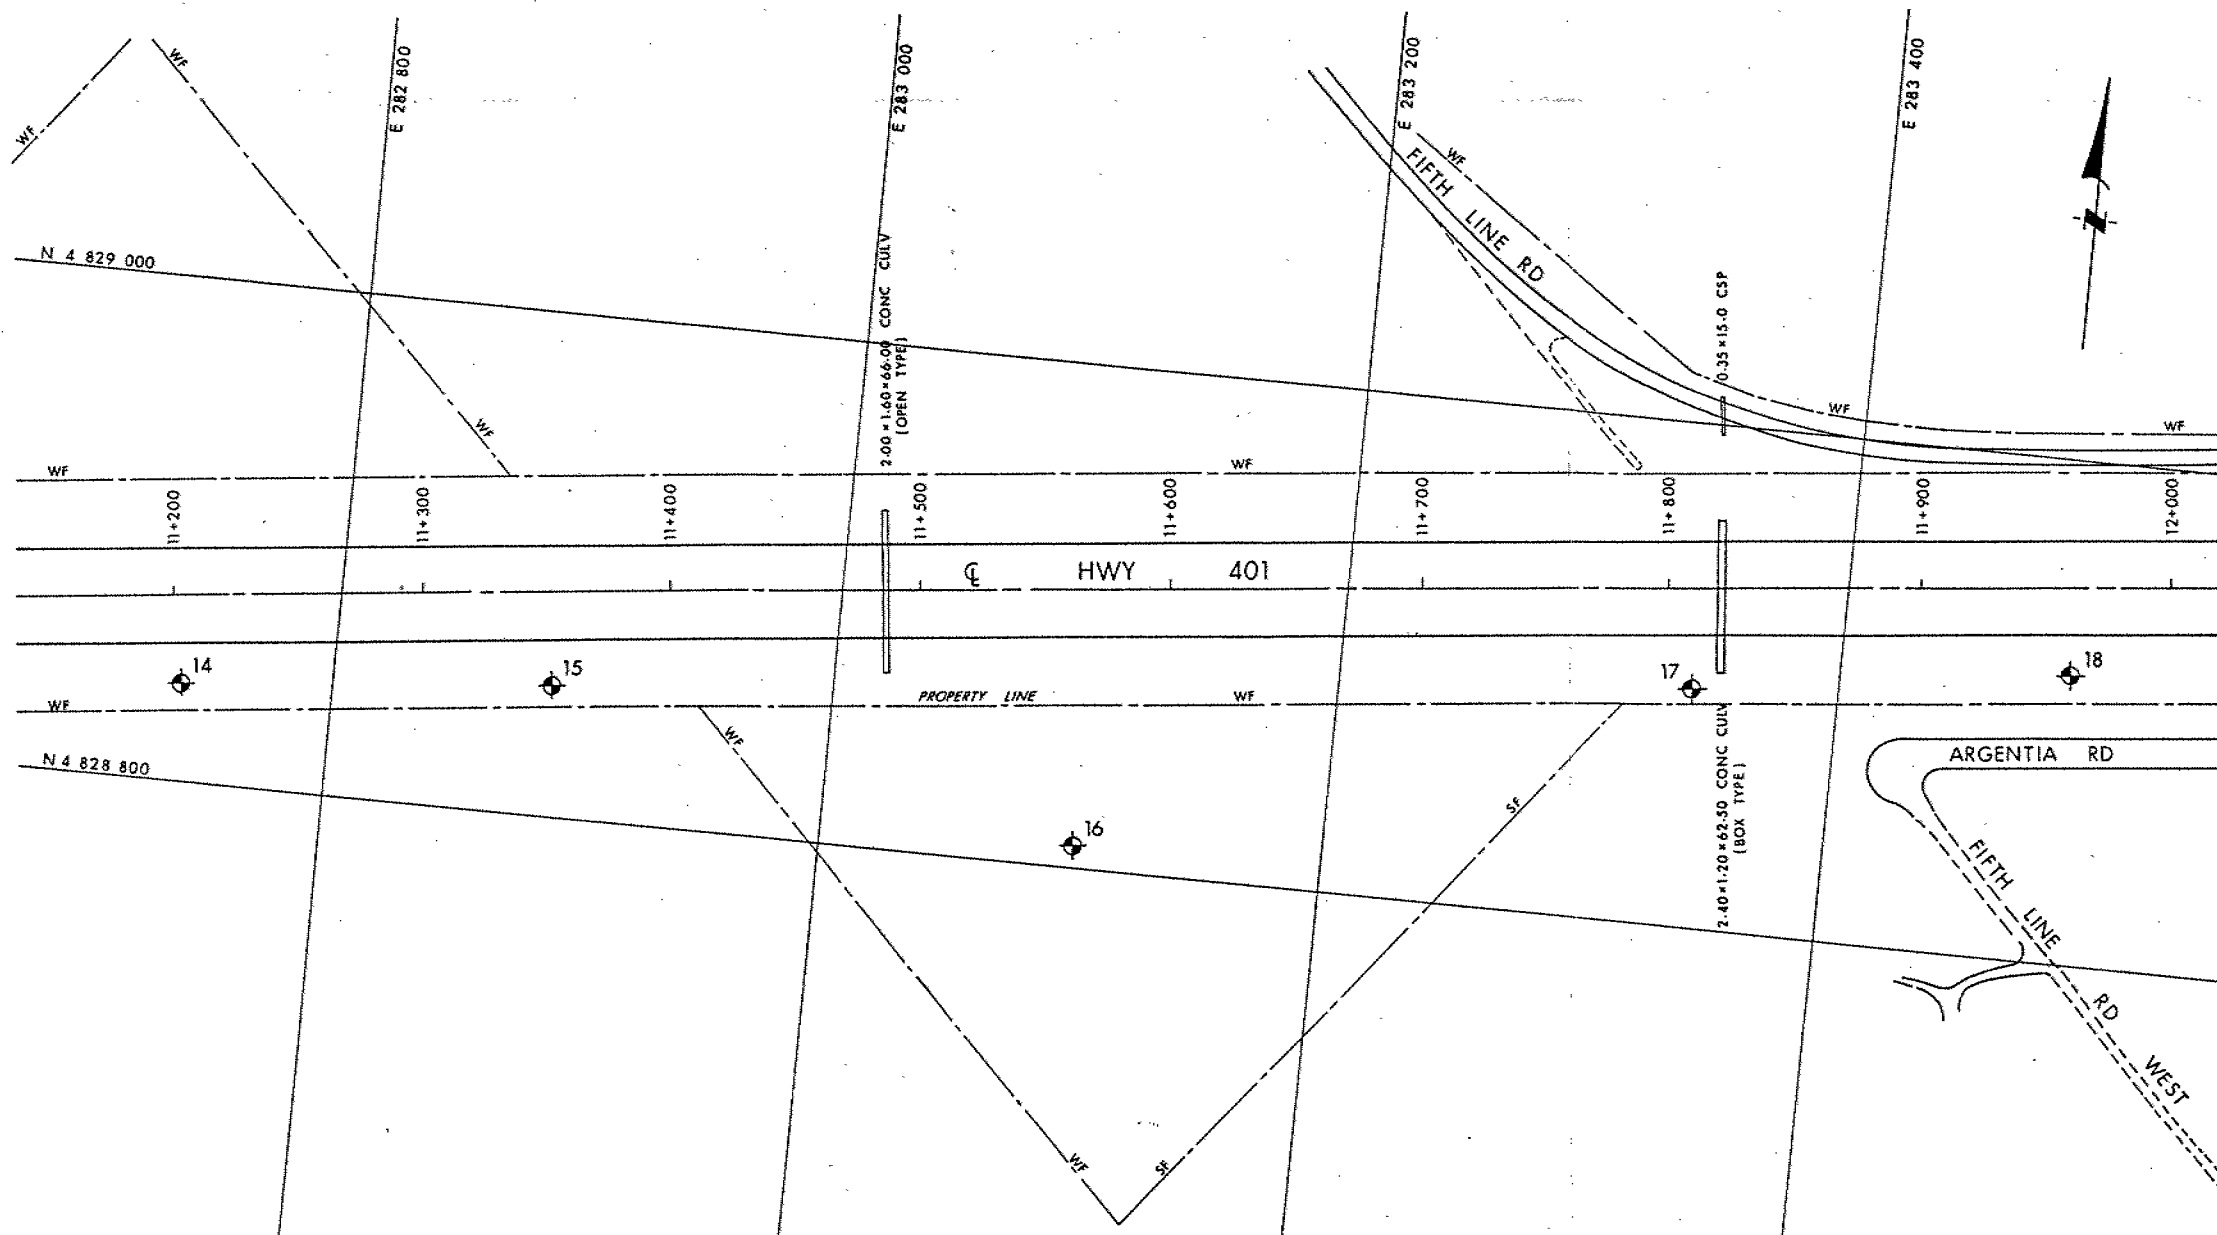 E 282 800
E 283 000
E 283 200
E 283 400
WF
WF
WF
FIFTH LINE RD
N
N 4 829 000
2.00 × 1.60 × 66.00 CONC CULV
[OPEN TYPE]
0.35 × 15.0 CSP
WF
WF
WF
WF
WF
11+200
11+300
11+400
11+500
11+600
11+700
11+800
11+900
12+000
℄ HWY 401
14
15
17
18
WF
PROPERTY LINE
WF
WF
N 4 828 800
ARGENTIA RD
2.40 × 1.20 × 62.50 CONC CULV
[BOX TYPE]
SF
16
FIFTH LINE RD WEST
WF
SF